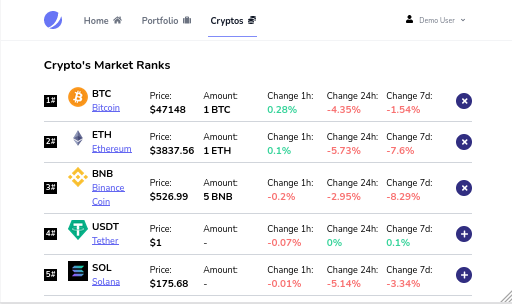 Home Portfolio Cryptos Demo User
Crypto's Market Ranks
1# BTC Bitcoin Price: $47148 Amount: 1 BTC Change 1h: 0.28% Change 24h: -4.35% Change 7d: -1.54%
2# ETH Ethereum Price: $3837.56 Amount: 1 ETH Change 1h: 0.1% Change 24h: -5.73% Change 7d: -7.6%
3# BNB Binance Coin Price: $526.99 Amount: 5 BNB Change 1h: -0.2% Change 24h: -2.95% Change 7d: -8.29%
4# USDT Tether Price: $1 Amount: - Change 1h: -0.07% Change 24h: 0% Change 7d: 0.1%
5# SOL Solana Price: $175.68 Amount: - Change 1h: -0.01% Change 24h: -5.14% Change 7d: -3.34%